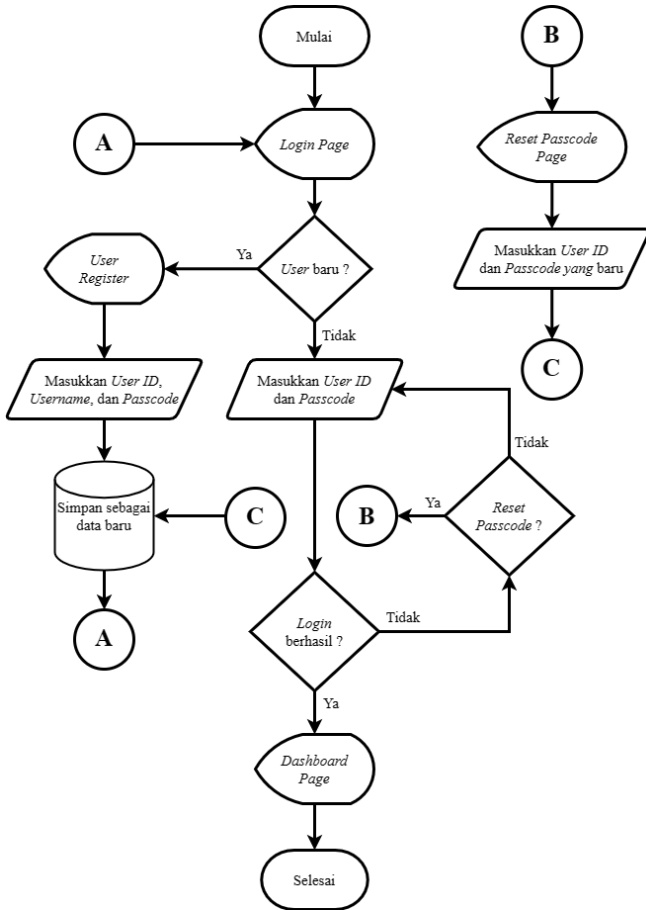 Mulai
B
A
Login Page
Reset Passcode
Page
User
Register
Ya
User baru ?
Masukkan User ID
dan Passcode yang baru
Tidak
C
Masukkan User ID,
Username, dan Passcode
Masukkan User ID
dan Passcode
Tidak
Simpan sebagai
data baru
C
B
Ya
Reset
Passcode ?
A
Login
berhasil ?
Tidak
Ya
Dashboard
Page
Selesai